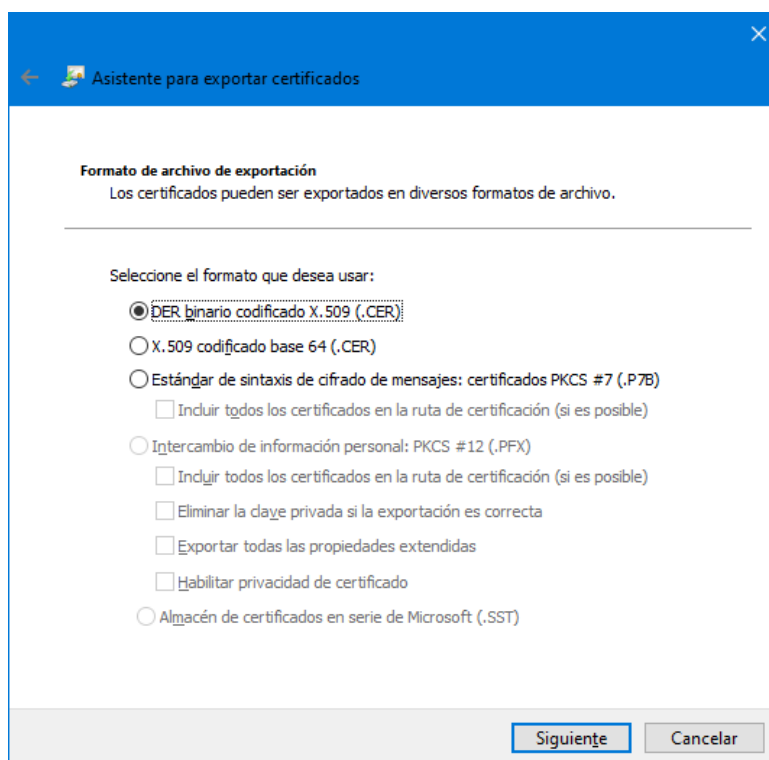 Asistente para exportar certificados
Formato de archivo de exportación
Los certificados pueden ser exportados en diversos formatos de archivo.
Seleccione el formato que desea usar:
DER binario codificado X.509 (.CER)
X.509 codificado base 64 (.CER)
Estándar de sintaxis de cifrado de mensajes: certificados PKCS #7 (.P7B)
Incluir todos los certificados en la ruta de certificación (si es posible)
Intercambio de información personal: PKCS #12 (.PFX)
Incluir todos los certificados en la ruta de certificación (si es posible)
Eliminar la clave privada si la exportación es correcta
Exportar todas las propiedades extendidas
Habilitar privacidad de certificado
Almacén de certificados en serie de Microsoft (.SST)
Siguiente Cancelar